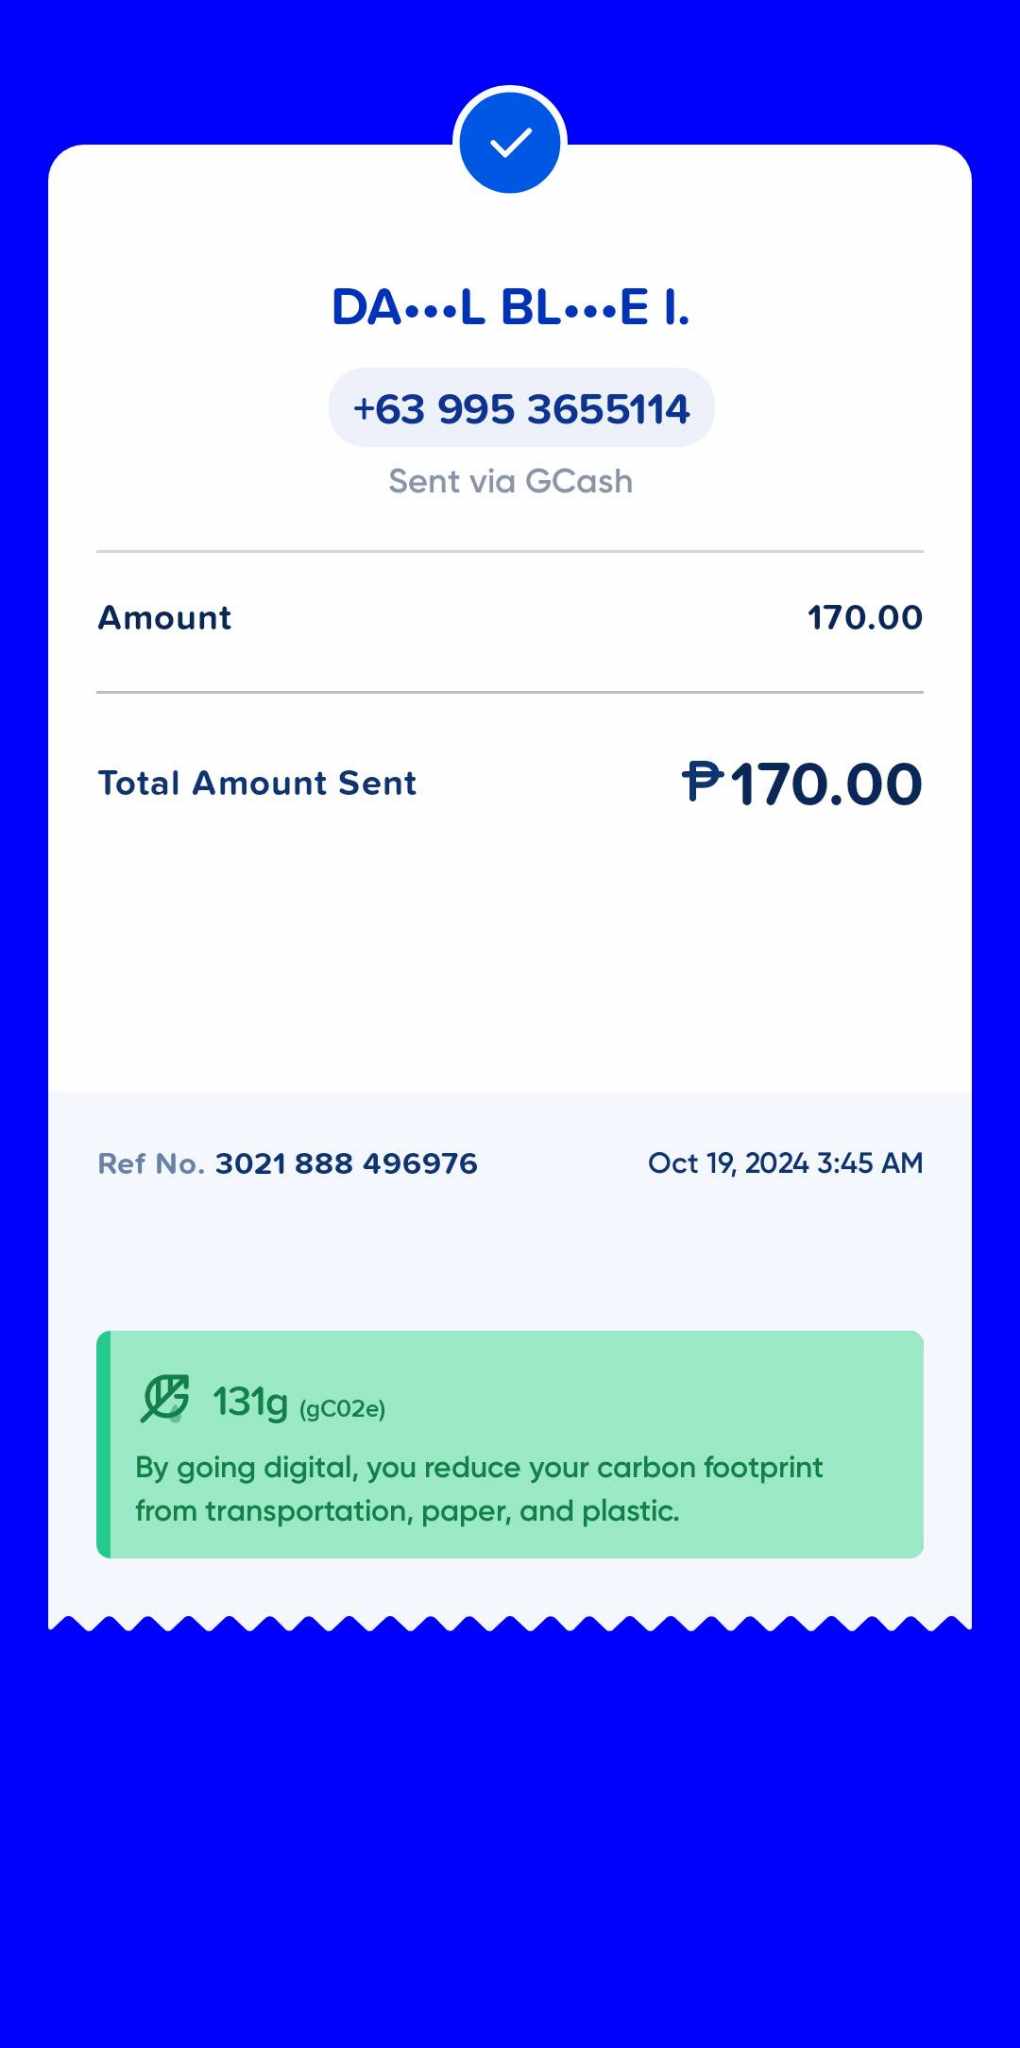 DA•••L BL•••E I.
+63 995 3655114
Sent via GCash
Amount 170.00
Total Amount Sent ₱170.00
Ref No. 3021 888 496976 Oct 19, 2024 3:45 AM
131g (gC02e)
By going digital, you reduce your carbon footprint
from transportation, paper, and plastic.